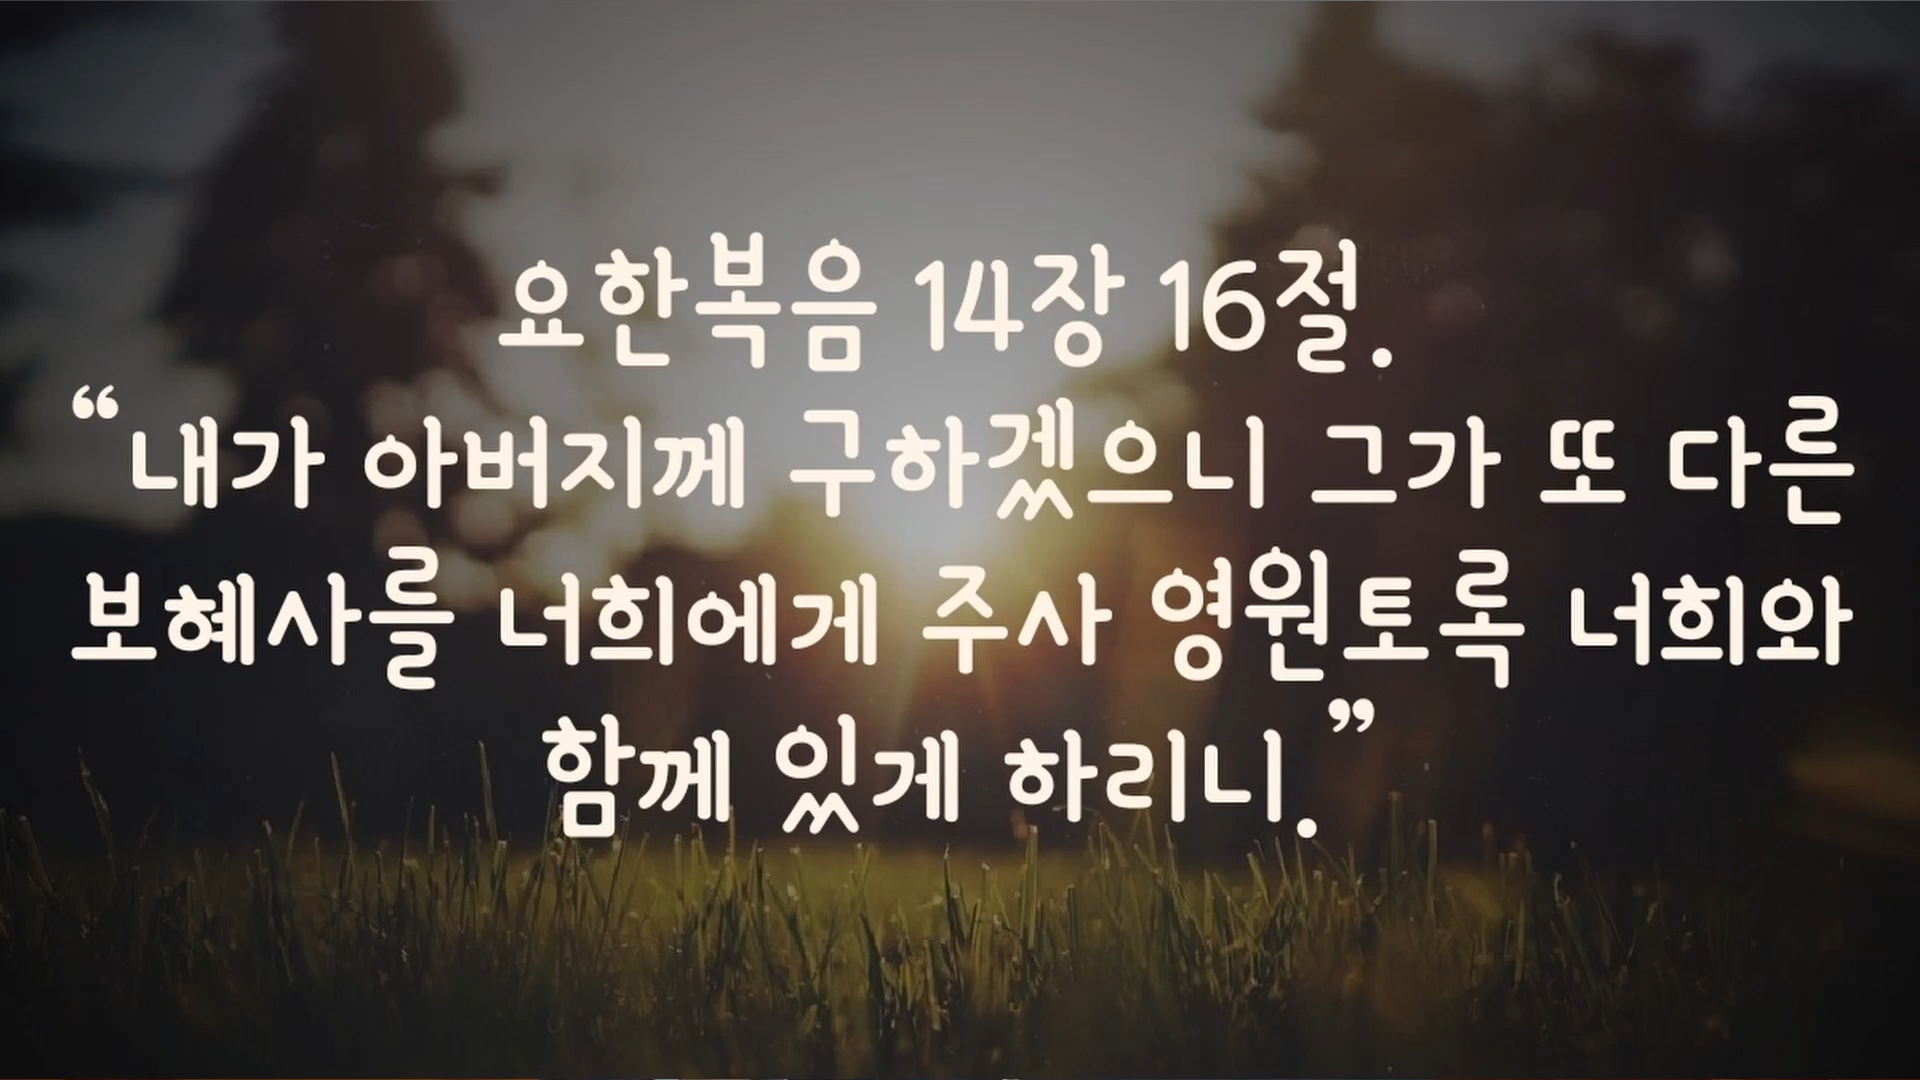 요한복음 14장 16절.
“내가 아버지께 구하겠으니 그가 또 다른
보혜사를 너희에게 주사 영원토록 너희와
함께 있게 하리니.”